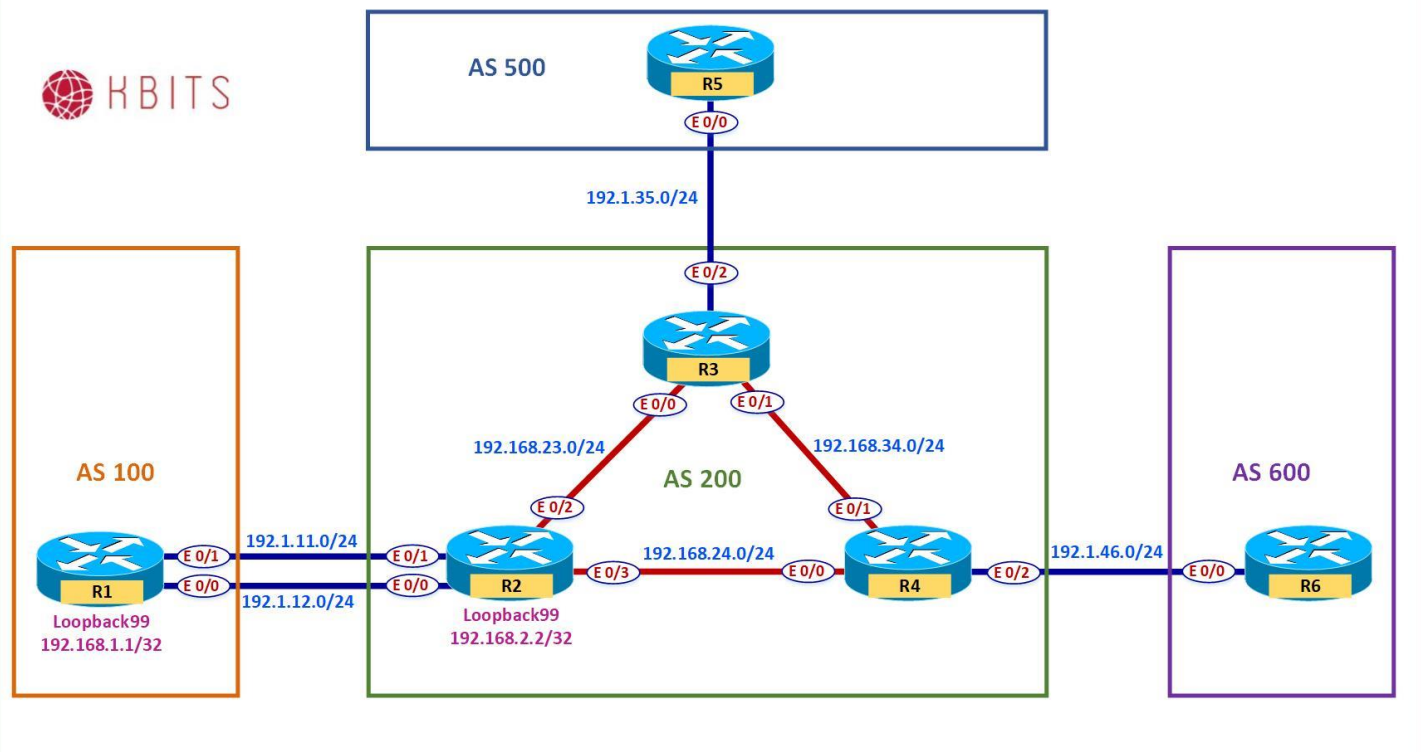 KBITS
AS 500
R5
E 0/0
192.1.35.0/24
E 0/2
R3
E 0/0
E 0/1
192.168.23.0/24
192.168.34.0/24
AS 100
AS 200
AS 600
E 0/2
E 0/1
192.1.11.0/24
192.168.24.0/24
192.1.46.0/24
E 0/1
E 0/1
E 0/0
E 0/0
E 0/3
E 0/0
E 0/2
E 0/0
R1
R2
R4
R6
192.1.12.0/24
Loopback99
192.168.1.1/32
Loopback99
192.168.2.2/32